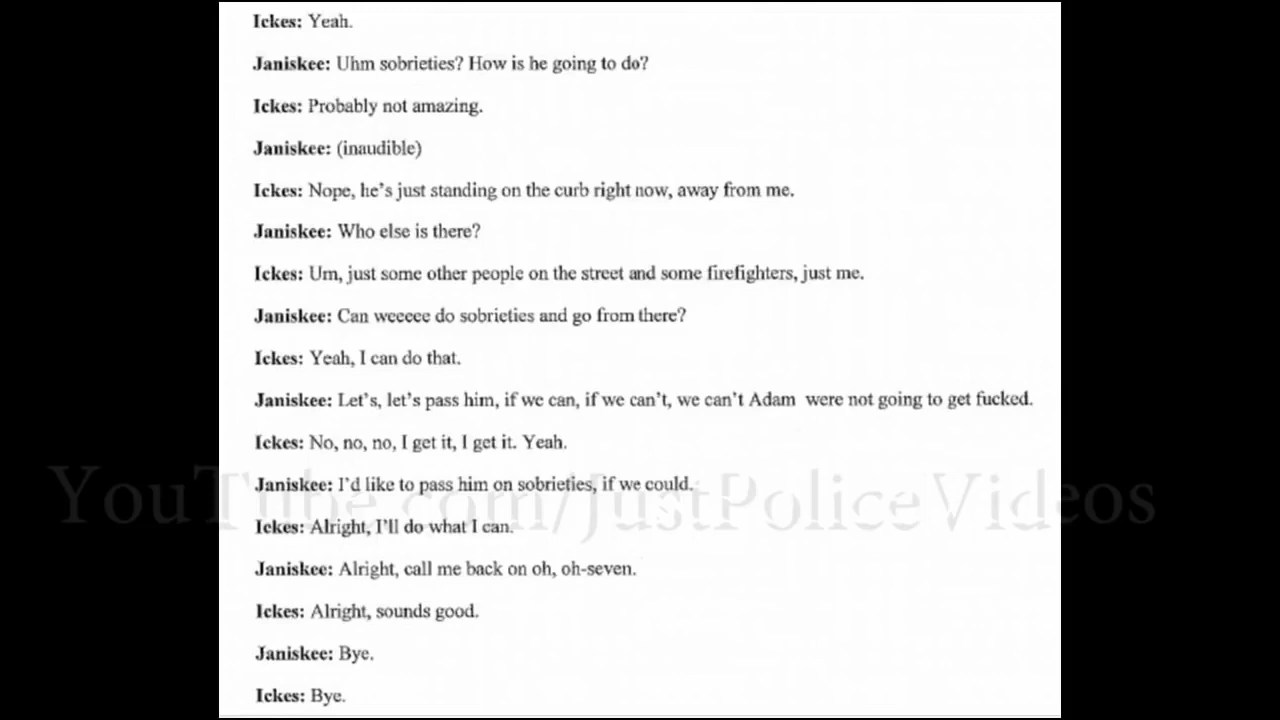 Ickes: Yeah.
Janiskee: Uhm sobrieties? How is he going to do?
Ickes: Probably not amazing.
Janiskee: (inaudible)
Ickes: Nope, he's just standing on the curb right now, away from me.
Janiskee: Who else is there?
Ickes: Um, just some other people on the street and some firefighters, just me.
Janiskee: Can weeeee do sobrieties and go from there?
Ickes: Yeah, I can do that.
Janiskee: Let's, let's pass him, if we can, if we can't, we can't Adam were not going to get fucked.
Ickes: No, no, no, I get it, I get it. Yeah.
Janiskee: I'd like to pass him on sobrieties, if we could.
YouTube.com/JustPoliceVideos
Ickes: Alright, I'll do what I can.
Janiskee: Alright, call me back on oh, oh-seven.
Ickes: Alright, sounds good.
Janiskee: Bye.
Ickes: Bye.